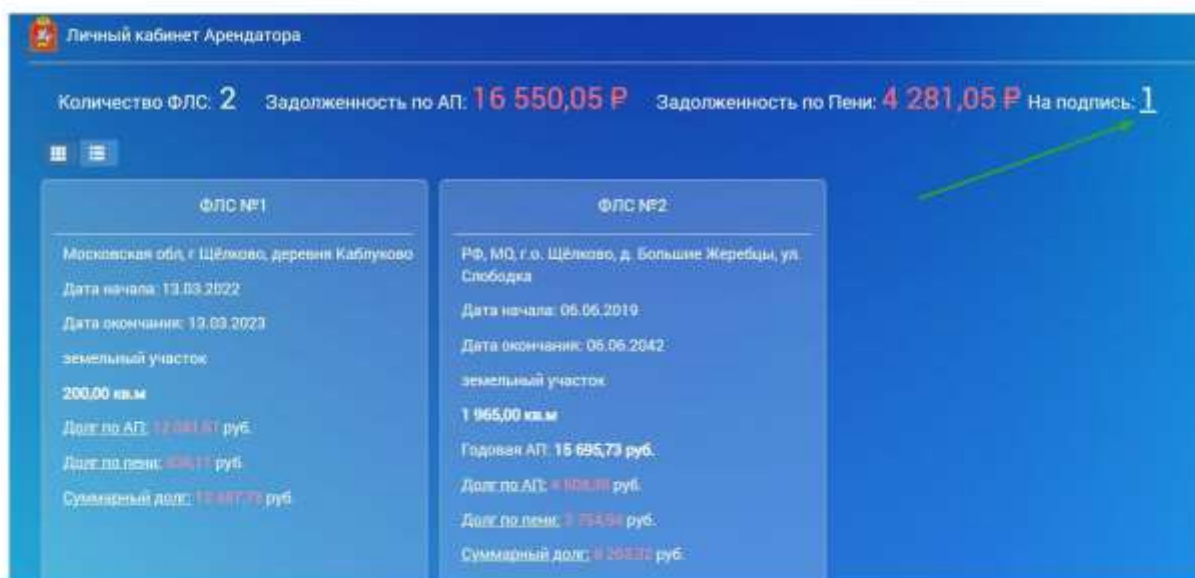 Личный кабинет Арендатора
Количество ФЛС: 2 Задолженность по АП: 16 550,05 ₽ Задолженность по Пени: 4 281,05 ₽ На подпись: 1
ФЛС №1
Московская обл, г Щёлково, деревня Каблуково
Дата начала: 13.03.2022
Дата окончания: 13.03.2023
земельный участок
200,00 кв.м
Долг по АП: руб.
Долг по пени: руб.
Суммарный долг: руб.
ФЛС №2
РФ, МО, г.о. Щёлково, д. Большие Жеребцы, ул.
Слободка
Дата начала: 06.06.2019
Дата окончания: 06.06.2042
земельный участок
1 965,00 кв.м
Годовая АП: 15 695,73 руб.
Долг по АП: руб.
Долг по пени: руб.
Суммарный долг: руб.